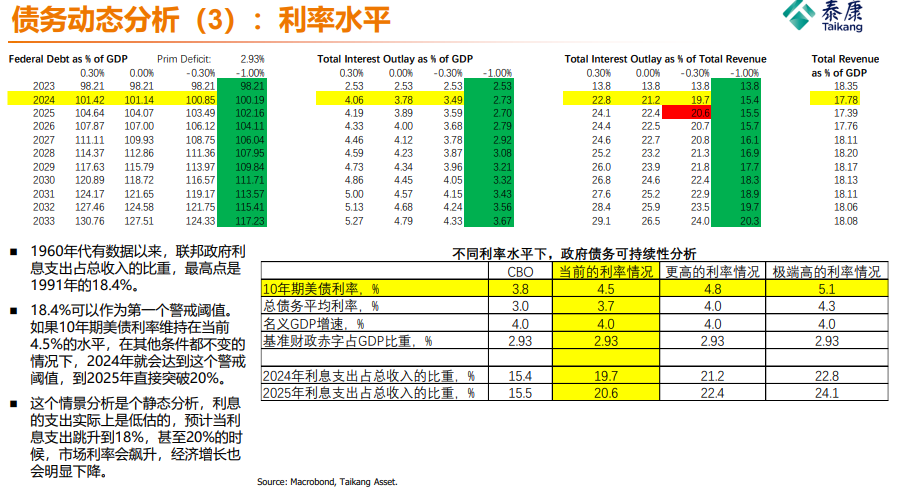 债务动态分析（3）：利率水平
泰康
Taikang
Federal Debt as % of GDP Prim Deficit: 2.93% Total Interest Outlay as % of GDP Total Interest Outlay as % of Total Revenue Total Revenue
0.30% 0.00% -0.30% -1.00% 0.30% 0.00% -0.30% -1.00% 0.30% 0.00% -0.30% -1.00% as % of GDP
2023 98.21 98.21 98.21 98.21 2.53 2.53 2.53 2.53 13.8 13.8 13.8 13.8 18.35
2024 101.42 101.14 100.85 100.19 4.06 3.78 3.49 2.73 22.8 21.2 19.7 15.4 17.78
2025 104.64 104.07 103.49 102.16 4.19 3.89 3.59 2.70 24.1 22.4 20.6 15.5 17.39
2026 107.87 107.00 106.12 104.11 4.33 4.00 3.68 2.79 24.4 22.5 20.7 15.7 17.76
2027 111.11 109.93 108.75 106.04 4.46 4.12 3.78 2.92 24.6 22.7 20.8 16.1 18.11
2028 114.37 112.86 111.36 107.95 4.59 4.23 3.87 3.08 25.2 23.2 21.3 16.9 18.20
2029 117.63 115.79 113.97 109.84 4.73 4.34 3.96 3.21 26.0 23.9 21.8 17.7 18.17
2030 120.89 118.72 116.57 111.71 4.86 4.45 4.05 3.32 26.8 24.6 22.4 18.3 18.13
2031 124.17 121.65 119.17 113.57 5.00 4.57 4.15 3.43 27.6 25.2 22.9 18.9 18.11
2032 127.46 124.58 121.75 115.41 5.13 4.68 4.24 3.56 28.4 25.9 23.5 19.7 18.06
2033 130.76 127.51 124.33 117.23 5.27 4.79 4.33 3.67 29.1 26.5 24.0 20.3 18.08
■ 1960年代有数据以来，联邦政府利
息支出占总收入的比重，最高点是
1991年的18.4%。
■ 18.4%可以作为第一个警戒阈值。
如果10年期美债利率维持在当前
4.5%的水平，在其他条件都不变的
情况下，2024年就会达到这个警戒
阈值，到2025年直接突破20%。
■ 这个情景分析是个静态分析，利息
的支出实际上是低估的，预计当利
息支出跳升到18%，甚至20%的时
候，市场利率会飙升，经济增长也
会明显下降。
不同利率水平下，政府债务可持续性分析
CBO 当前的利率情况 更高的利率情况 极端高的利率情况
10年期美债利率，% 3.8 4.5 4.8 5.1
总债务平均利率，% 3.0 3.7 4.0 4.3
名义GDP增速，% 4.0 4.0 4.0 4.0
基准财政赤字占GDP比重，% 2.93 2.93 2.93 2.93
2024年利息支出占总收入的比重，% 15.4 19.7 21.2 22.8
2025年利息支出占总收入的比重，% 15.5 20.6 22.4 24.1
Source: Macrobond, Taikang Asset.